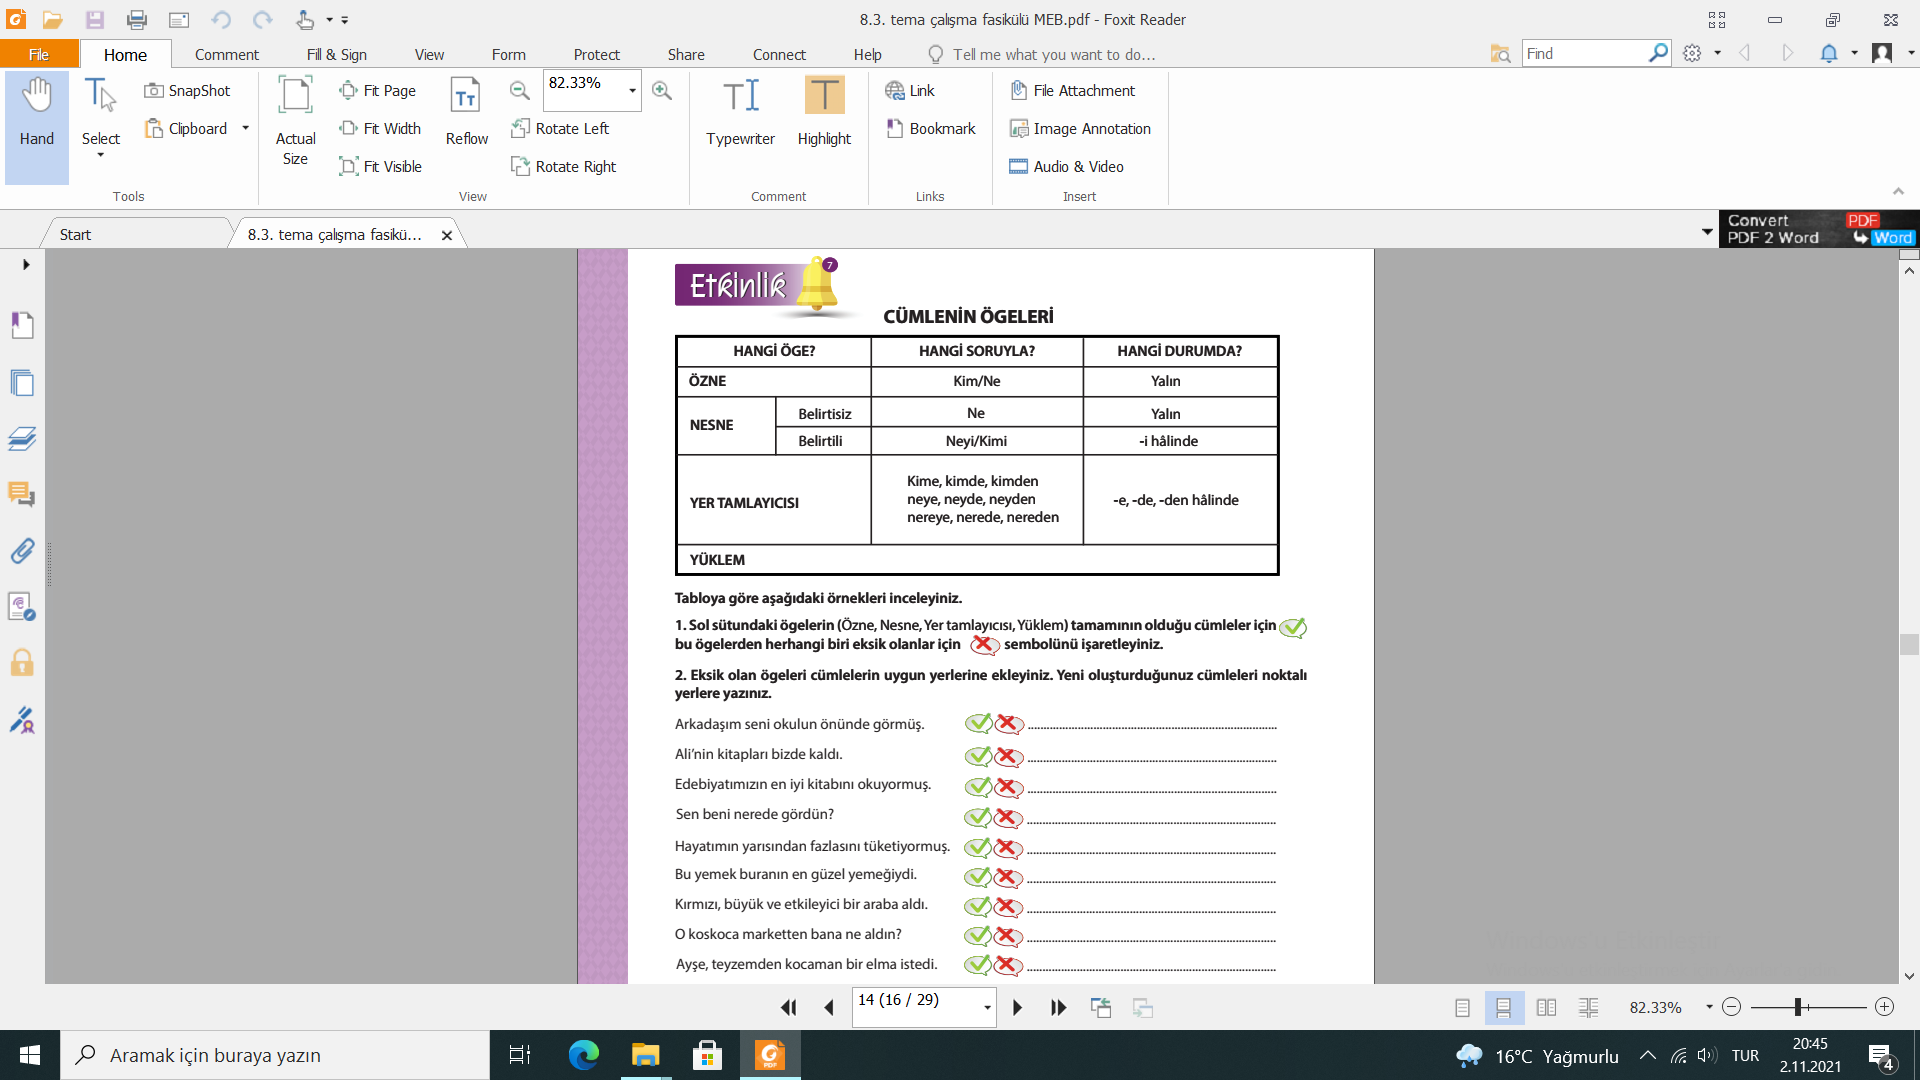 8.3. tema çalışma fasikülü MEB.pdf - Foxit Reader
File Home Comment Fill & Sign View Form Protect Share Connect Help Tell me what you want to do... Find
Hand
Select
SnapShot
Clipboard
Tools
Actual Size
Fit Page
Fit Width
Fit Visible
Reflow
82.33%
Rotate Left
Rotate Right
View
Typewriter
Highlight
Comment
Link
Bookmark
Links
File Attachment
Image Annotation
Audio & Video
Insert
Start
8.3. tema çalışma fasikü...
Convert PDF
PDF 2 Word Word
Etkinlik 7
CÜMLENİN ÖGELERİ
HANGİ ÖGE? HANGİ SORUYLA? HANGİ DURUMDA?
ÖZNE Kim/Ne Yalın
NESNE
Belirtisiz Ne Yalın
Belirtili Neyi/Kimi -i hâlinde
YER TAMLAYICISI
Kime, kimde, kimden
neye, neyde, neyden
nereye, nerede, nereden
-e, -de, -den hâlinde
YÜKLEM
Tabloya göre aşağıdaki örnekleri inceleyiniz.
1. Sol sütundaki ögelerin (Özne, Nesne, Yer tamlayıcısı, Yüklem) tamamının olduğu cümleler için
bu ögelerden herhangi biri eksik olanlar için sembolünü işaretleyiniz.
2. Eksik olan ögeleri cümlelerin uygun yerlerine ekleyiniz. Yeni oluşturduğunuz cümleleri noktalı
yerlere yazınız.
Arkadaşım seni okulun önünde görmüş. ................................................................................
Ali'nin kitapları bizde kaldı. ................................................................................
Edebiyatımızın en iyi kitabını okuyormuş. ................................................................................
Sen beni nerede gördün? ................................................................................
Hayatımın yarısından fazlasını tüketiyormuş. ................................................................................
Bu yemek buranın en güzel yemeğiydi. ................................................................................
Kırmızı, büyük ve etkileyici bir araba aldı. ................................................................................
O koskoca marketten bana ne aldın? ................................................................................
Ayşe, teyzemden kocaman bir elma istedi. ................................................................................
14 (16 / 29)
82.33%
Aramak için buraya yazın
16°C Yağmurlu
TUR
20:45
2.11.2021
4